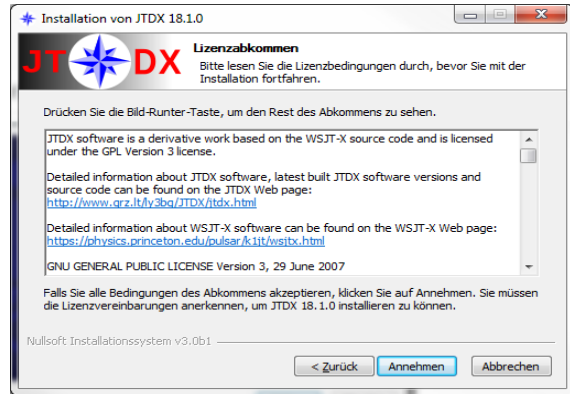 Installation von JTDX 18.1.0
JTDX
Lizenzabkommen
Bitte lesen Sie die Lizenzbedingungen durch, bevor Sie mit der
Installation fortfahren.
Drücken Sie die Bild-Runter-Taste, um den Rest des Abkommens zu sehen.
JTDX software is a derivative work based on the WSJT-X source code and is licensed
under the GPL Version 3 license.
Detailed information about JTDX software, latest built JTDX software versions and
source code can be found on the JTDX Web page:
http://www.qrz.lt/ly3bg/JTDX/jtdx.html
Detailed information about WSJT-X software can be found on the WSJT-X Web page:
https://physics.princeton.edu/pulsar/k1jt/wsjtx.html
GNU GENERAL PUBLIC LICENSE Version 3, 29 June 2007
Falls Sie alle Bedingungen des Abkommens akzeptieren, klicken Sie auf Annehmen. Sie müssen
die Lizenzvereinbarungen anerkennen, um JTDX 18.1.0 installieren zu können.
Nullsoft Installationssystem v3.0b1
< Zurück Annehmen Abbrechen